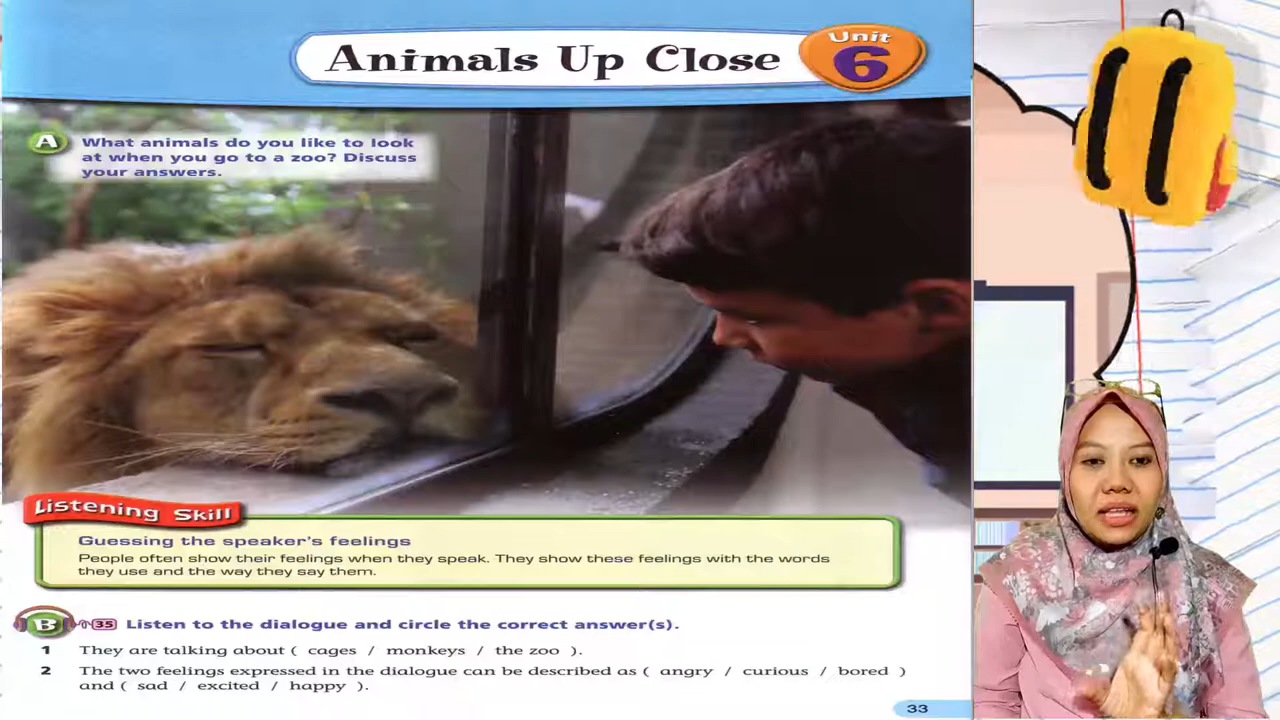 Animals Up Close
Unit
6
A What animals do you like to look
at when you go to a zoo? Discuss
your answers.
Listening Skill
Guessing the speaker's feelings
People often show their feelings when they speak. They show these feelings with the words
they use and the way they say them.
B 35 Listen to the dialogue and circle the correct answer(s).
1 They are talking about ( cages / monkeys / the zoo ).
2 The two feelings expressed in the dialogue can be described as ( angry / curious / bored )
and ( sad / excited / happy ).
33